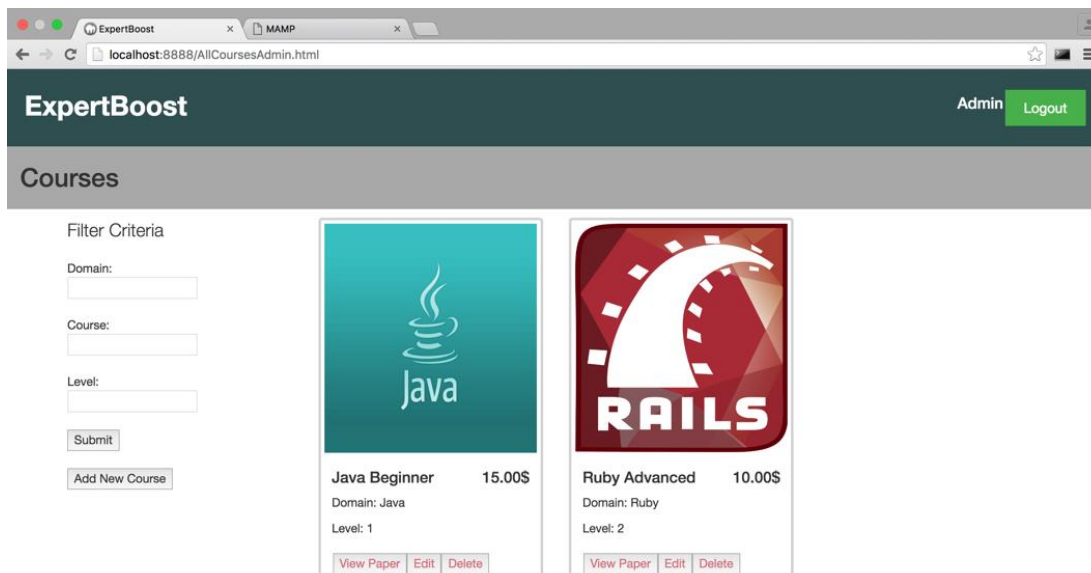 ExpertBoost
MAMP
localhost:8888/AllCoursesAdmin.html
ExpertBoost
Admin
Logout
Courses
Filter Criteria
Domain:
Course:
Level:
Submit
Add New Course
Java
Java Beginner 15.00$
Domain: Java
Level: 1
View Paper Edit Delete
RAILS
Ruby Advanced 10.00$
Domain: Ruby
Level: 2
View Paper Edit Delete